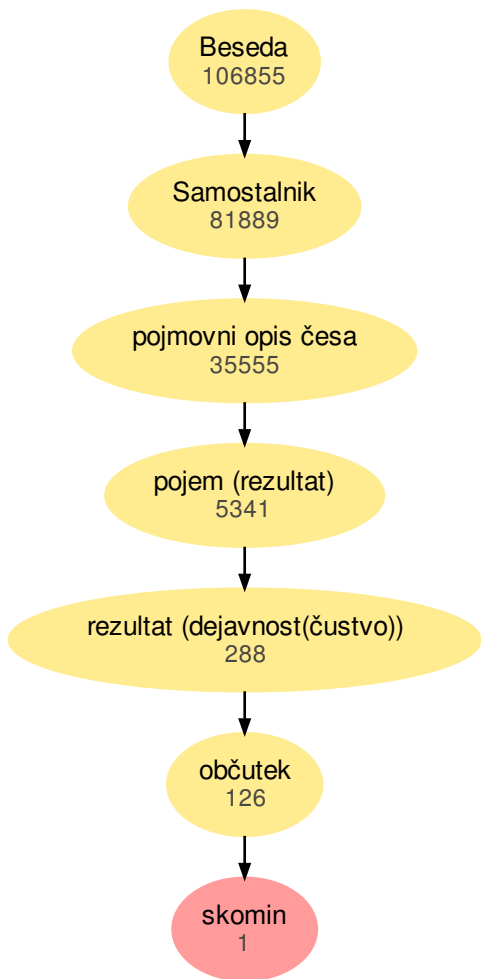 Beseda
106855
Samostalnik
81889
pojmovni opis česa
35555
pojem (rezultat)
5341
rezultat (dejavnost(čustvo))
288
občutek
126
skomin
1